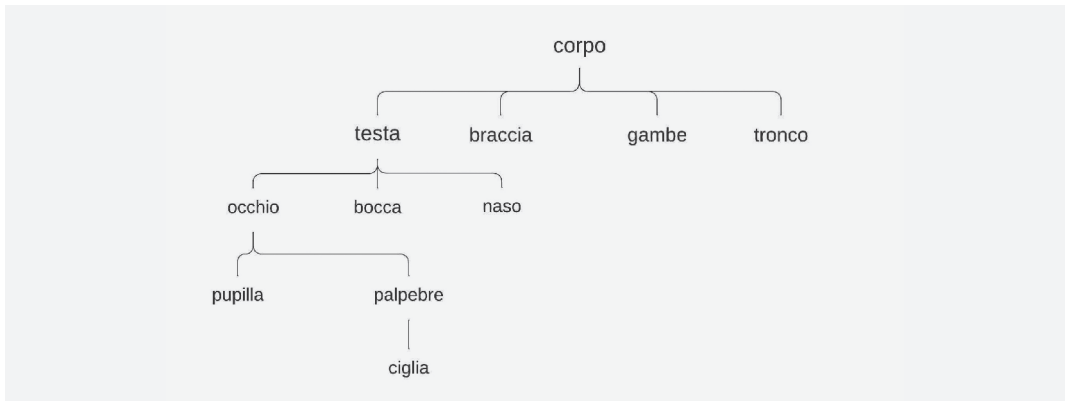 corpo
testa braccia gambe tronco
occhio bocca naso
pupilla palpebre
ciglia